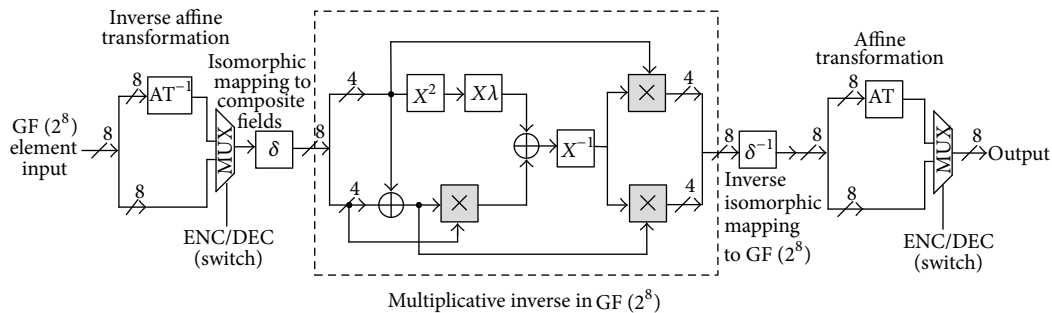 Inverse affine
transformation
8
AT⁻¹
Isomorphic
mapping to
composite
fields
GF (2⁸)
element
input
8
8
MUX
δ
8
ENC/DEC
(switch)
4
X²
Xλ
4
X⁻¹
×
×
4
×
4
Multiplicative inverse in GF (2⁸)
8
δ⁻¹
8
Inverse
isomorphic
mapping
to GF (2⁸)
Affine
transformation
8
AT
8
MUX
8
Output
ENC/DEC
(switch)